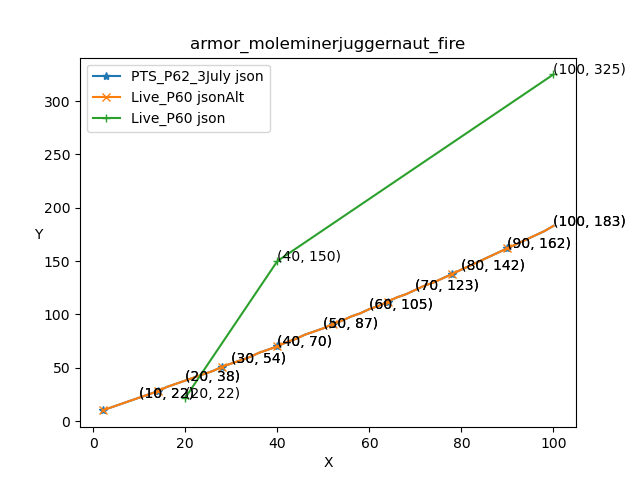 armor_moleminerjuggernaut_fire
PTS_P62_3July json
Live_P60 jsonAlt
Live_P60 json
(100, 325)
(100, 183)
(90, 162)
(40, 150)
(80, 142)
(70, 123)
(60, 105)
(50, 87)
(40, 70)
(30, 54)
(20, 38)
(10, 22)
(20, 22)
300
250
200
150
100
50
0
Y
0 20 40 60 80 100
X